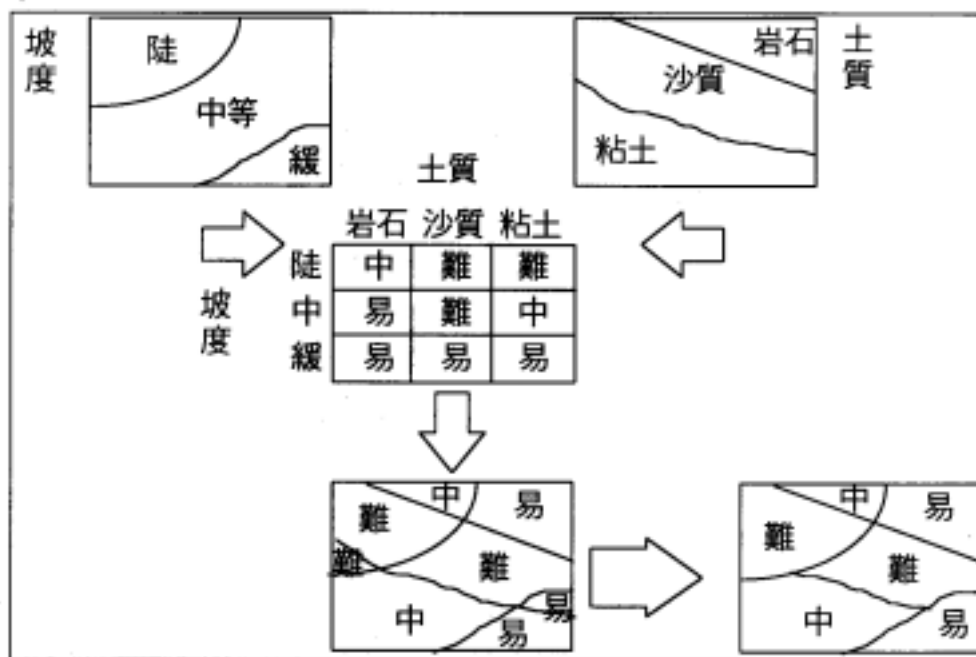 坡度
陡
中等
緩
岩石
沙質
粘土
土質
土質
岩石 沙質 粘土
坡度
陡 中 難 難
中 易 難 中
緩 易 易 易
中 易
難
難 難
易
中 易
中 易
難
難
中 易